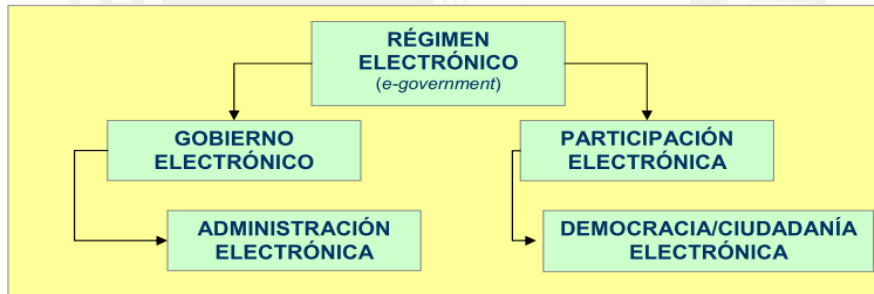 RÉGIMEN
ELECTRÓNICO
(e-government)
GOBIERNO
ELECTRÓNICO
PARTICIPACIÓN
ELECTRÓNICA
ADMINISTRACIÓN
ELECTRÓNICA
DEMOCRACIA/CIUDADANÍA
ELECTRÓNICA